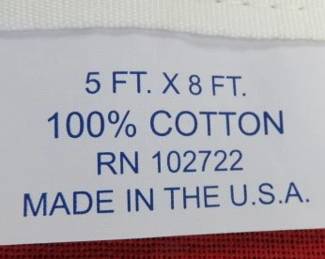 5 FT. X 8 FT.
100% COTTON
RN 102722
MADE IN THE U.S.A.